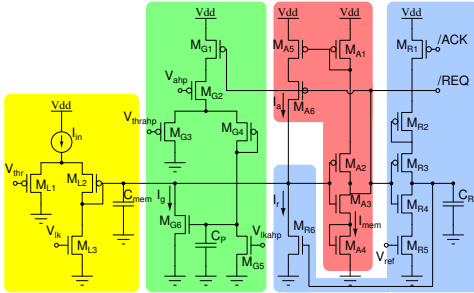 Vdd Vdd Vdd Vdd
M_G1 M_A5 M_A1 M_R1 /ACK
V_ahp M_G2 M_A6 /REQ
Vdd I_a
I_in V_thrahp M_G3 M_G4 M_R2
V_thr M_L1 M_L2 M_A2 M_R3
C_mem I_g I_r M_A3 M_R4 C_R
M_G6 C_P M_R6 I_mem
V_lk M_L3 V_lkahp M_A4 M_R5
M_G5 V_ref